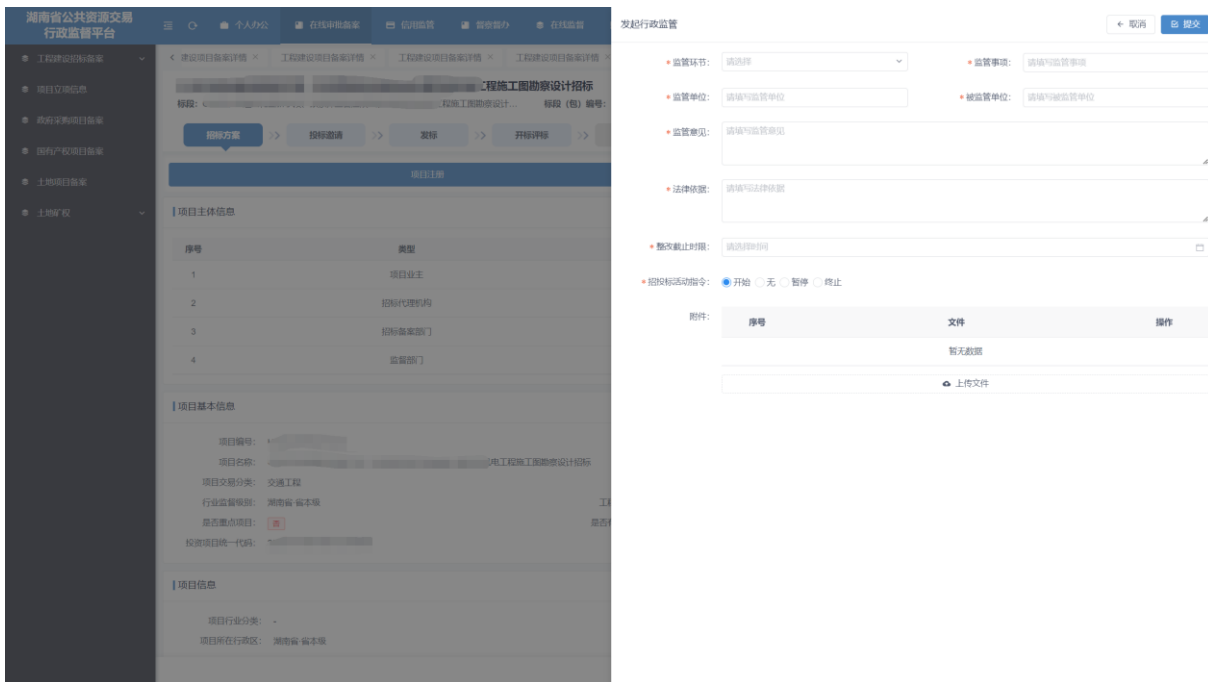 湖南省公共资源交易
行政监督平台
个人办公
在线审批备案
信用监管
督察督办
在线监督
工程建设招标备案
项目立项信息
政府采购项目备案
国有产权项目备案
土地项目备案
土地矿权
建设项目备案详情 ×
工程建设项目备案详情 ×
工程建设项目备案详情 ×
工程建设项目备案详情 ×
工程施工图勘察设计招标
标段:
程施工图勘察设计...
标段(包)编号:
招标方案 >> 投标邀请 >> 发标 >> 开标评标 >>
项目注册
项目主体信息
序号 类型
1 项目业主
2 招标代理机构
3 招标备案部门
4 监督部门
项目基本信息
项目编号:
项目名称:
电工程施工图勘察设计招标
项目交易分类: 交通工程
行业监督级别: 湖南省·省本级
是否重点项目: 否
投资项目统一代码:
项目信息
项目行业分类: -
项目所在行政区: 湖南省·省本级
发起行政监管
← 取消 提交
* 监管环节: 请选择
* 监管事项: 请填写监管事项
* 监管单位: 请填写监管单位
* 被监管单位: 请填写被监管单位
* 监管意见: 请填写监管意见
* 法律依据: 请填写法律依据
* 整改截止时限: 请选择时间
* 招投标活动指令: 开始 无 暂停 终止
附件:
序号 文件 操作
暂无数据
上传文件